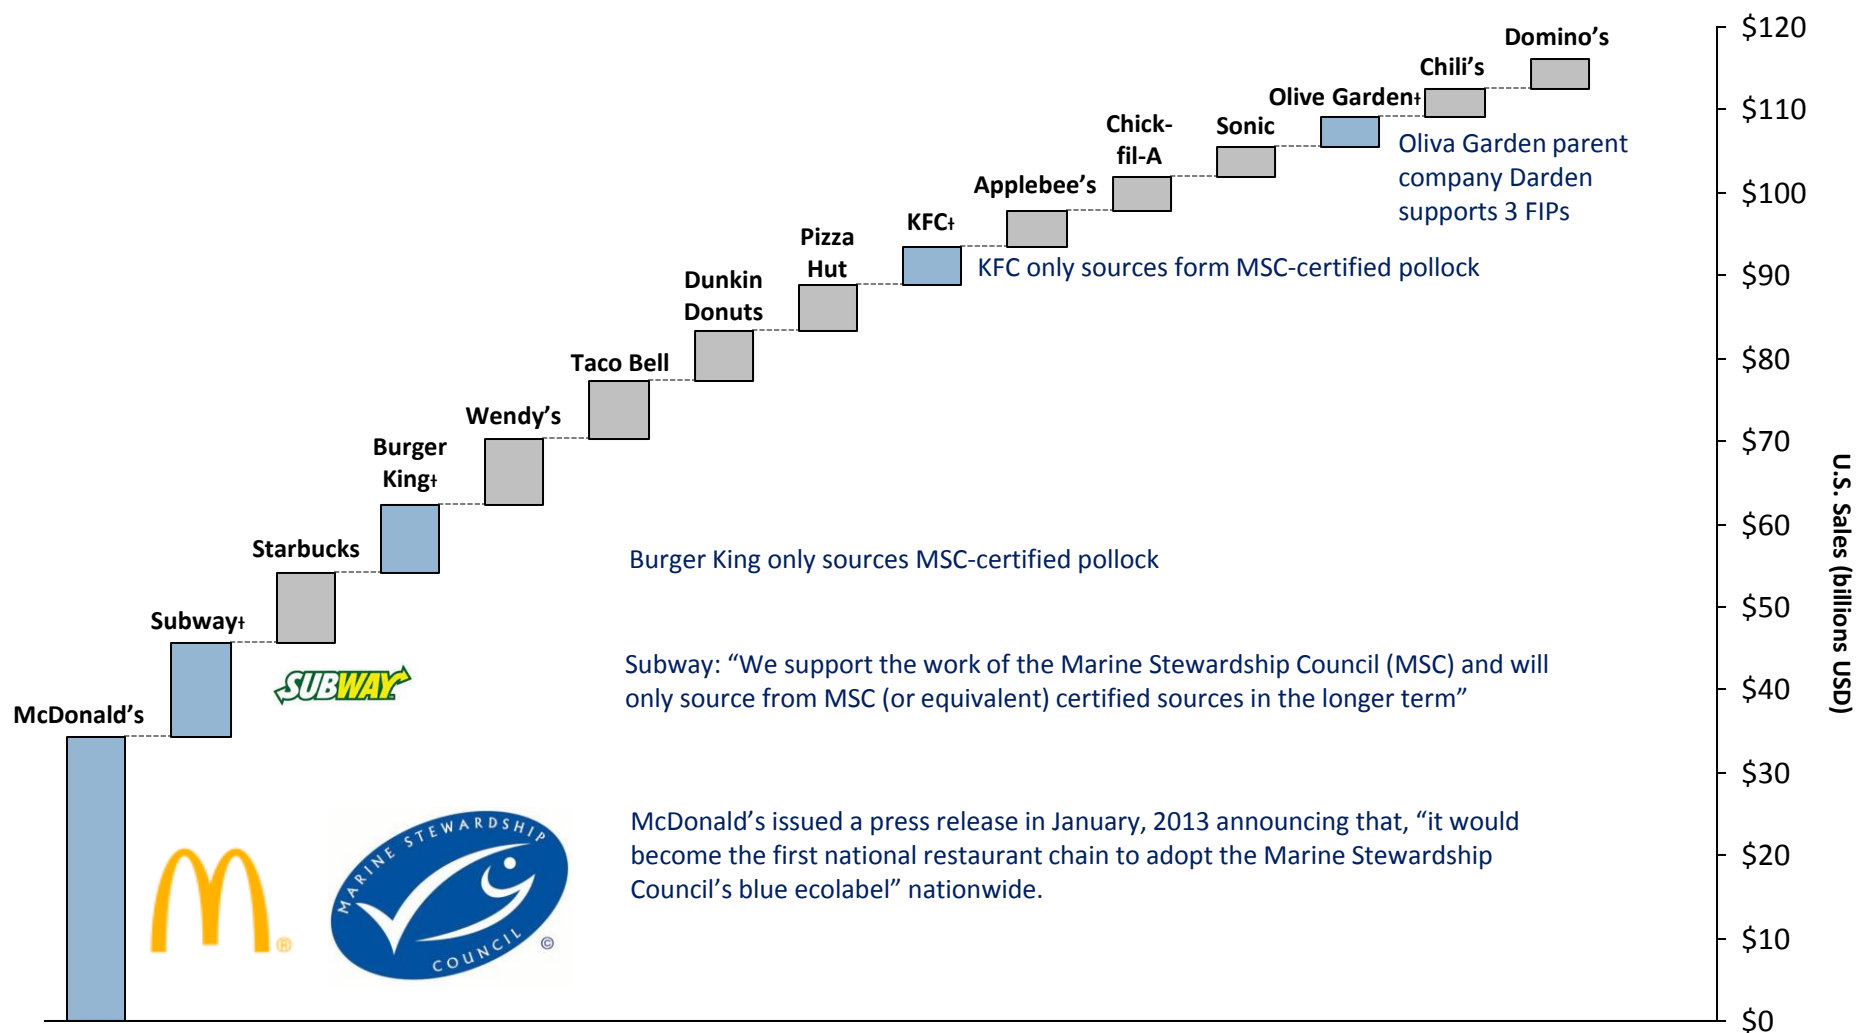 Domino's
Chili's
Olive Garden†
Sonic
Chick-
fil-A
Applebee's
KFC†
Pizza
Hut
Dunkin
Donuts
Taco Bell
Wendy's
Burger
King†
Starbucks
Subway†
McDonald's
Oliva Garden parent
company Darden
supports 3 FIPs
KFC only sources form MSC-certified pollock
Burger King only sources MSC-certified pollock
SUBWAY
Subway: “We support the work of the Marine Stewardship Council (MSC) and will
only source from MSC (or equivalent) certified sources in the longer term”
McDonald's issued a press release in January, 2013 announcing that, “it would
become the first national restaurant chain to adopt the Marine Stewardship
Council's blue ecolabel” nationwide.
®
MARINE STEWARDSHIP
COUNCIL
©
$120
$110
$100
$90
$80
$70
$60
$50
$40
$30
$20
$10
$0
U.S. Sales (billions USD)